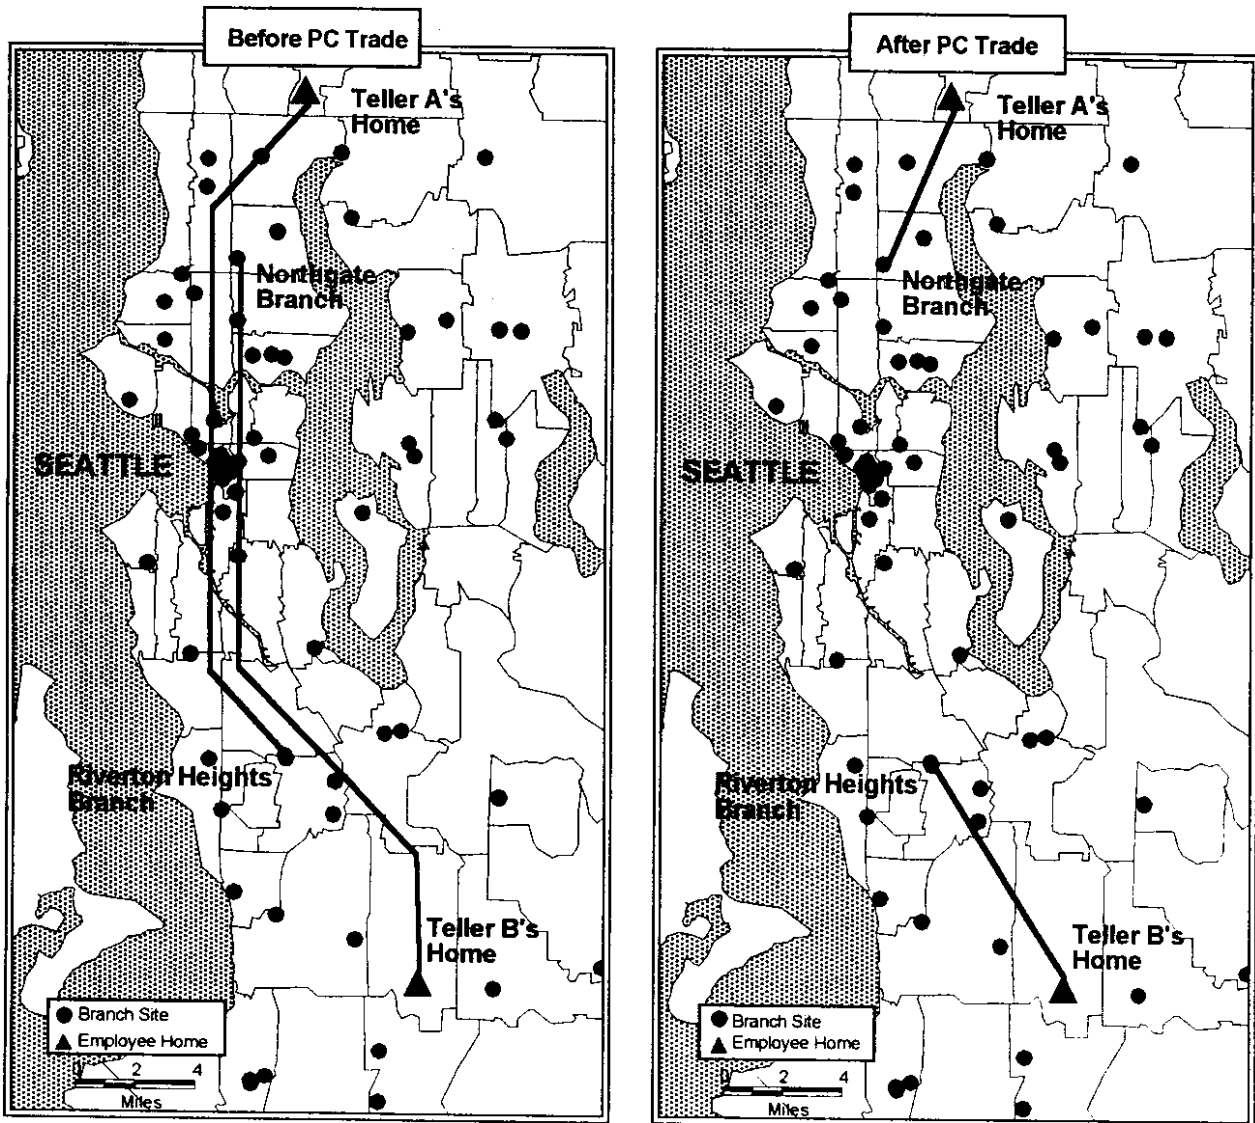 Before PC Trade
Teller A's
Home
Northgate
Branch
SEATTLE
Riverton Heights
Branch
Teller B's
Home
Branch Site
Employee Home
0 2 4
Miles
After PC Trade
Teller A's
Home
Northgate
Branch
SEATTLE
Riverton Heights
Branch
Teller B's
Home
Branch Site
Employee Home
0 2 4
Miles